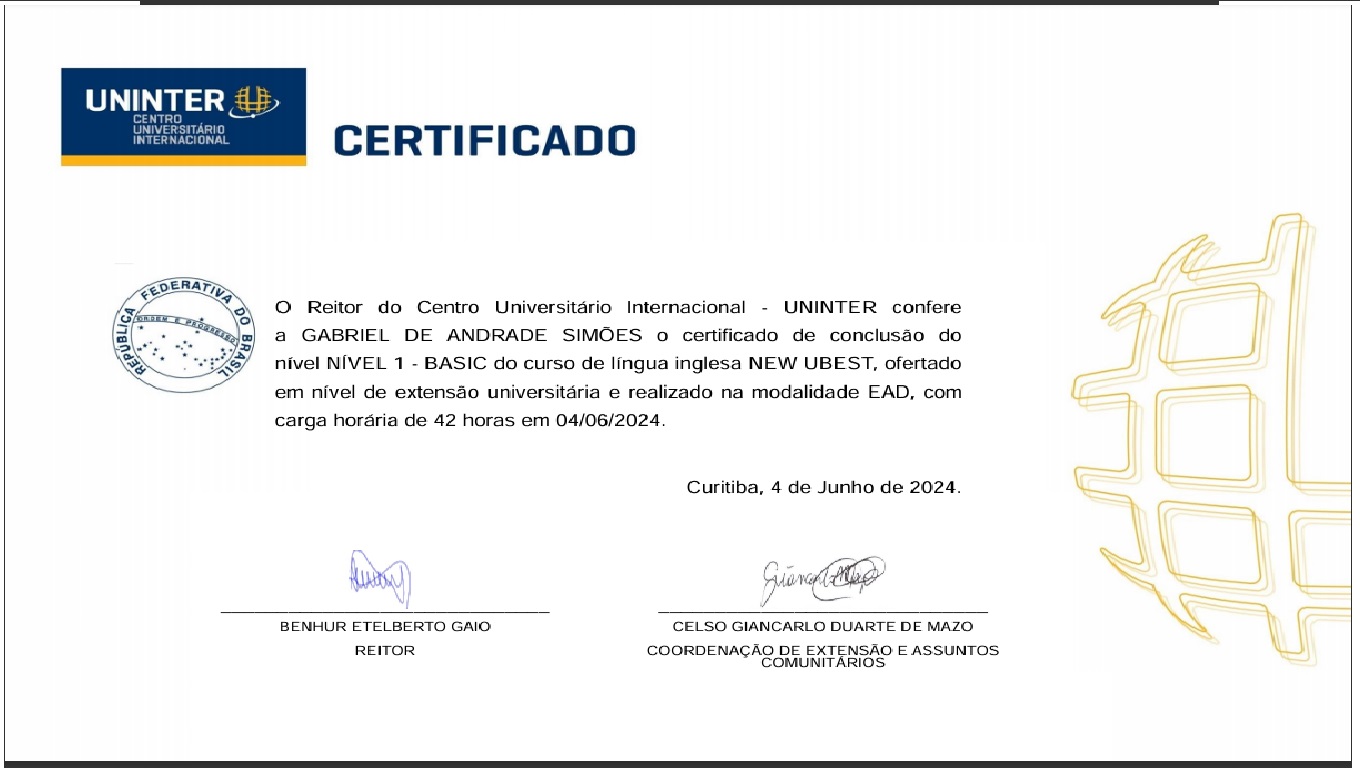 UNINTER
CENTRO
UNIVERSITÁRIO
INTERNACIONAL
CERTIFICADO
REPÚBLICA FEDERATIVA DO BRASIL
ORDEM E PROGRESSO
O Reitor do Centro Universitário Internacional - UNINTER confere
a GABRIEL DE ANDRADE SIMÕES o certificado de conclusão do
nível NÍVEL 1 - BASIC do curso de língua inglesa NEW UBEST, ofertado
em nível de extensão universitária e realizado na modalidade EAD, com
carga horária de 42 horas em 04/06/2024.
Curitiba, 4 de Junho de 2024.
BENHUR ETELBERTO GAIO
REITOR
CELSO GIANCARLO DUARTE DE MAZO
COORDENAÇÃO DE EXTENSÃO E ASSUNTOS
COMUNITÁRIOS